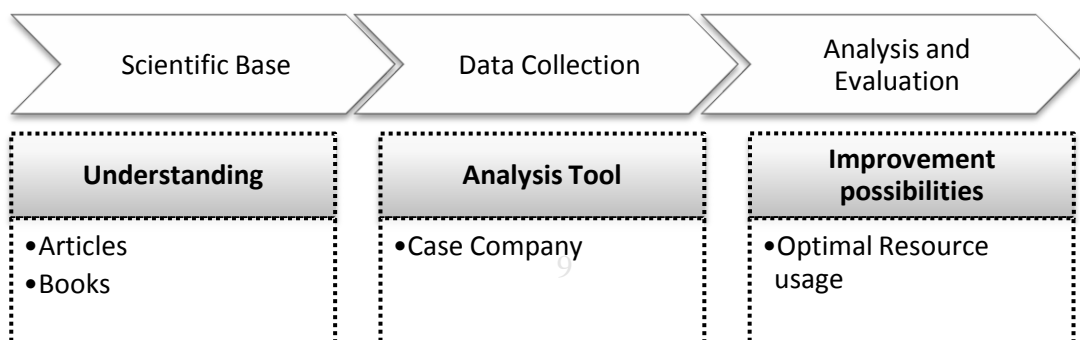 Scientific Base
Data Collection
Analysis and
Evaluation
Understanding
•Articles
•Books
Analysis Tool
•Case Company
9
Improvement
possibilities
•Optimal Resource
usage